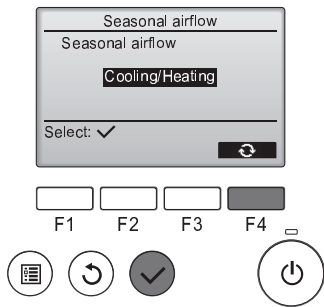 Seasonal airflow
Seasonal airflow
Cooling/Heating
Select: ✓
F1 F2 F3 F4